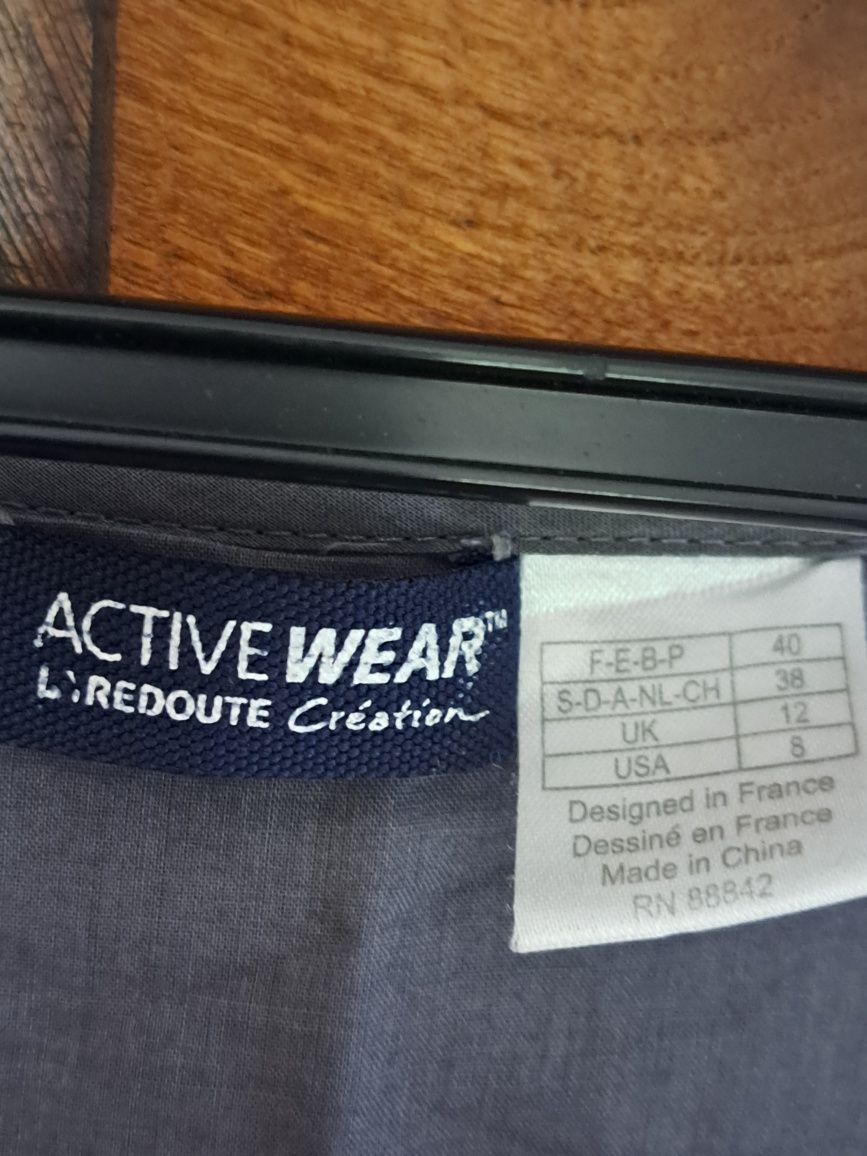 ACTIVE WEAR™
LA REDOUTE Création
F-E-B-P 40
S-D-A-NL-CH 38
UK 12
USA 8
Designed in France
Dessiné en France
Made in China
RN 88842